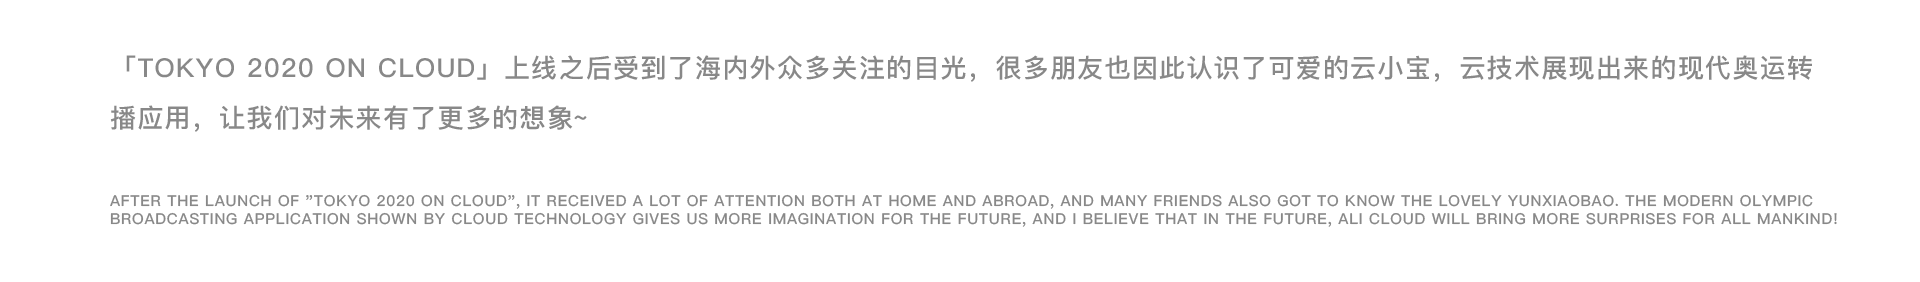 「TOKYO 2020 ON CLOUD」上线之后受到了海内外众多关注的目光，很多朋友也因此认识了可爱的云小宝，云技术展现出来的现代奥运转
播应用，让我们对未来有了更多的想象~
AFTER THE LAUNCH OF ”TOKYO 2020 ON CLOUD”, IT RECEIVED A LOT OF ATTENTION BOTH AT HOME AND ABROAD, AND MANY FRIENDS ALSO GOT TO KNOW THE LOVELY YUNXIAOBAO. THE MODERN OLYMPIC
BROADCASTING APPLICATION SHOWN BY CLOUD TECHNOLOGY GIVES US MORE IMAGINATION FOR THE FUTURE, AND I BELIEVE THAT IN THE FUTURE, ALI CLOUD WILL BRING MORE SURPRISES FOR ALL MANKIND!